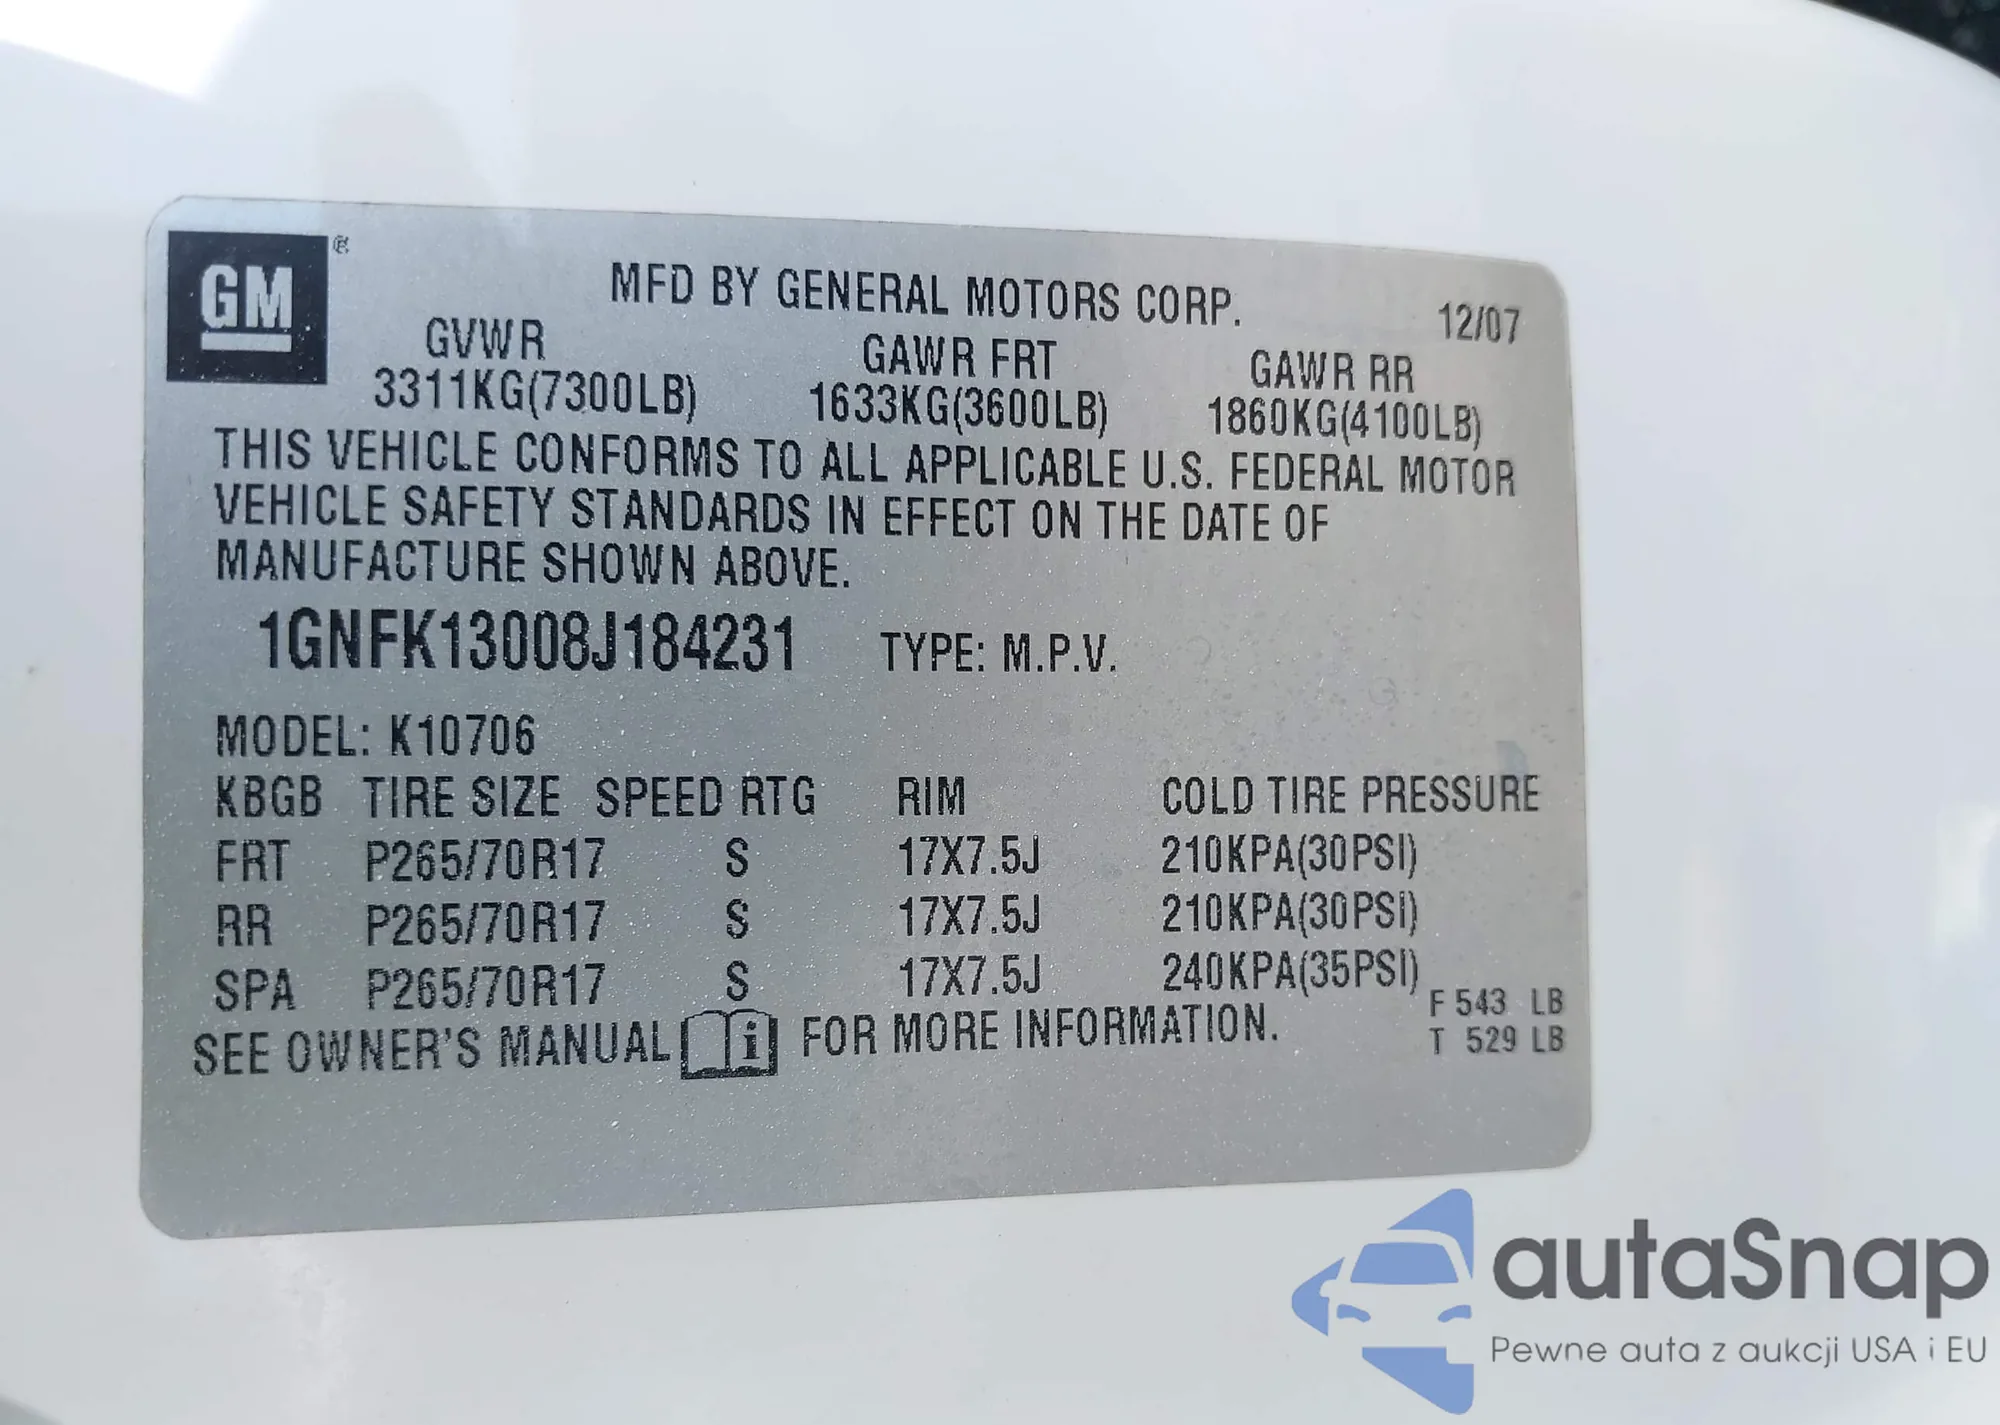 GM ®
MFD BY GENERAL MOTORS CORP.
12/07
GVWR GAWR FRT GAWR RR
3311KG(7300LB) 1633KG(3600LB) 1860KG(4100LB)
THIS VEHICLE CONFORMS TO ALL APPLICABLE U.S. FEDERAL MOTOR
VEHICLE SAFETY STANDARDS IN EFFECT ON THE DATE OF
MANUFACTURE SHOWN ABOVE.
1GNFK13008J184231 TYPE: M.P.V.
MODEL: K10706
KBGB TIRE SIZE SPEED RTG RIM COLD TIRE PRESSURE
FRT P265/70R17 S 17X7.5J 210KPA(30PSI)
RR P265/70R17 S 17X7.5J 210KPA(30PSI)
SPA P265/70R17 S 17X7.5J 240KPA(35PSI)
F 543 LB
T 529 LB
SEE OWNER'S MANUAL i FOR MORE INFORMATION.
autaSnap
Pewne auta z aukcji USA i EU